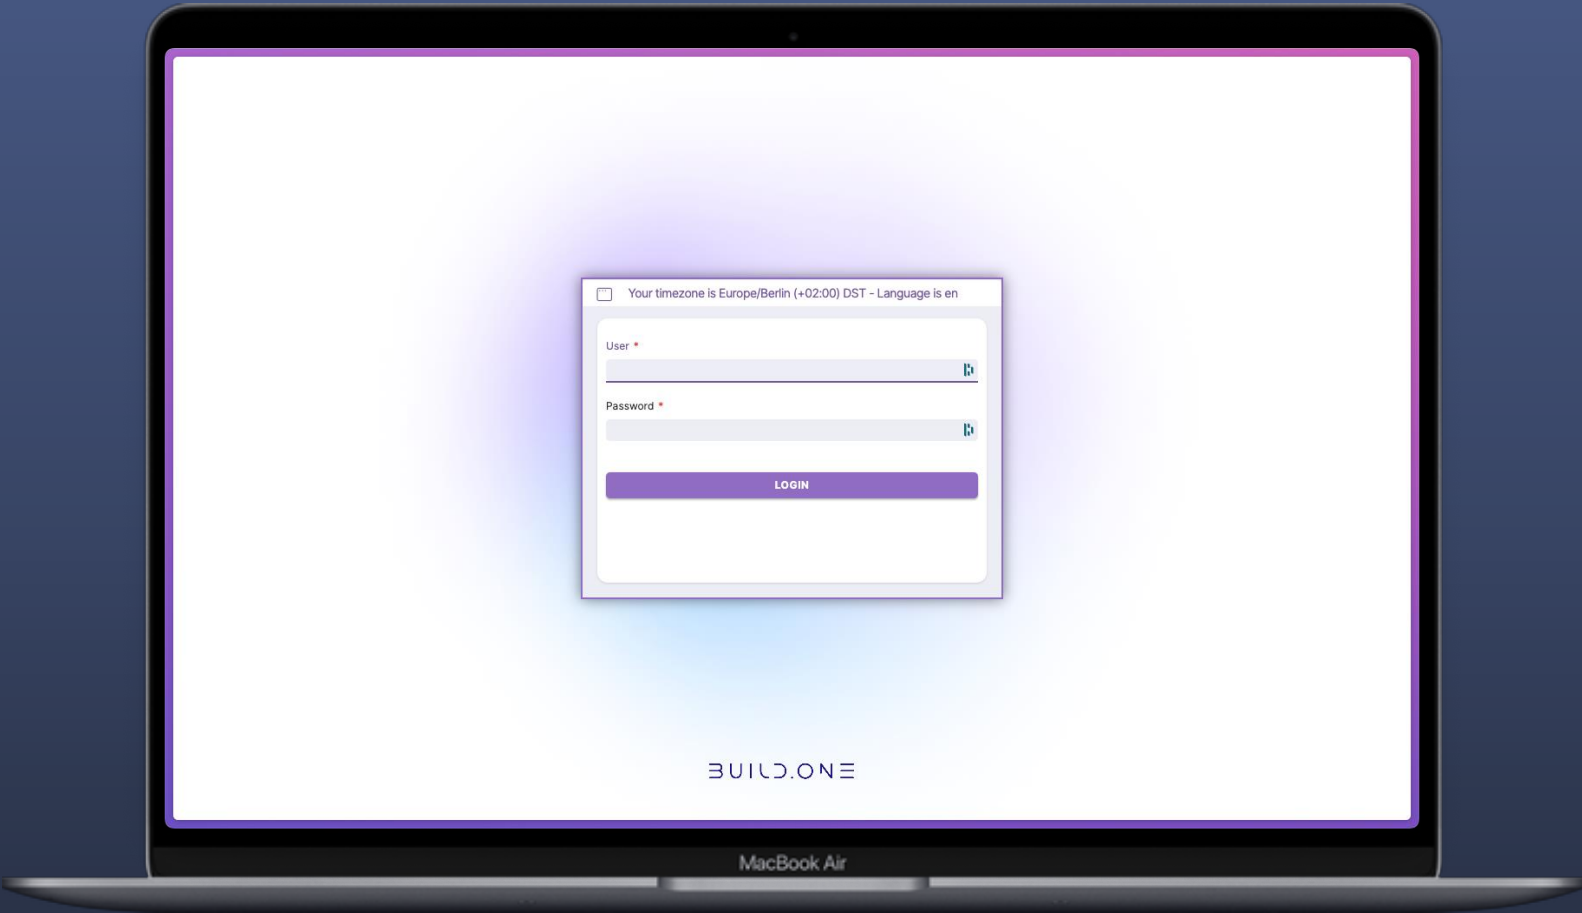 Your timezone is Europe/Berlin (+02:00) DST - Language is en
User *
Password *
LOGIN
BUILD.ONE
MacBook Air